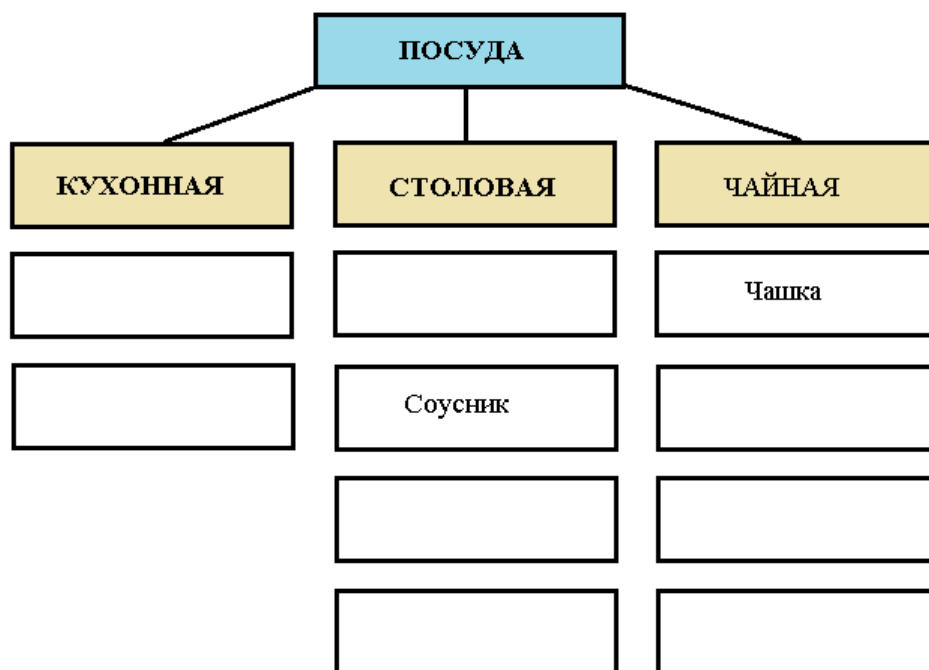 ПОСУДА
КУХОННАЯ
СТОЛОВАЯ
ЧАЙНАЯ
Чашка
Соусник